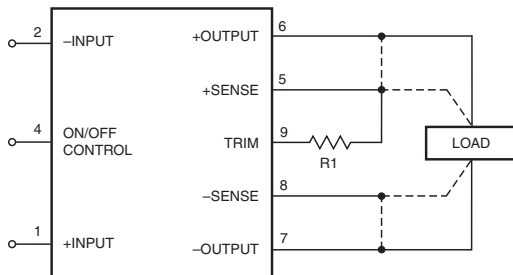 6
2
–INPUT
+OUTPUT
5
+SENSE
4
ON/OFF
CONTROL
9
TRIM
R1
LOAD
8
–SENSE
1
+INPUT
7
–OUTPUT